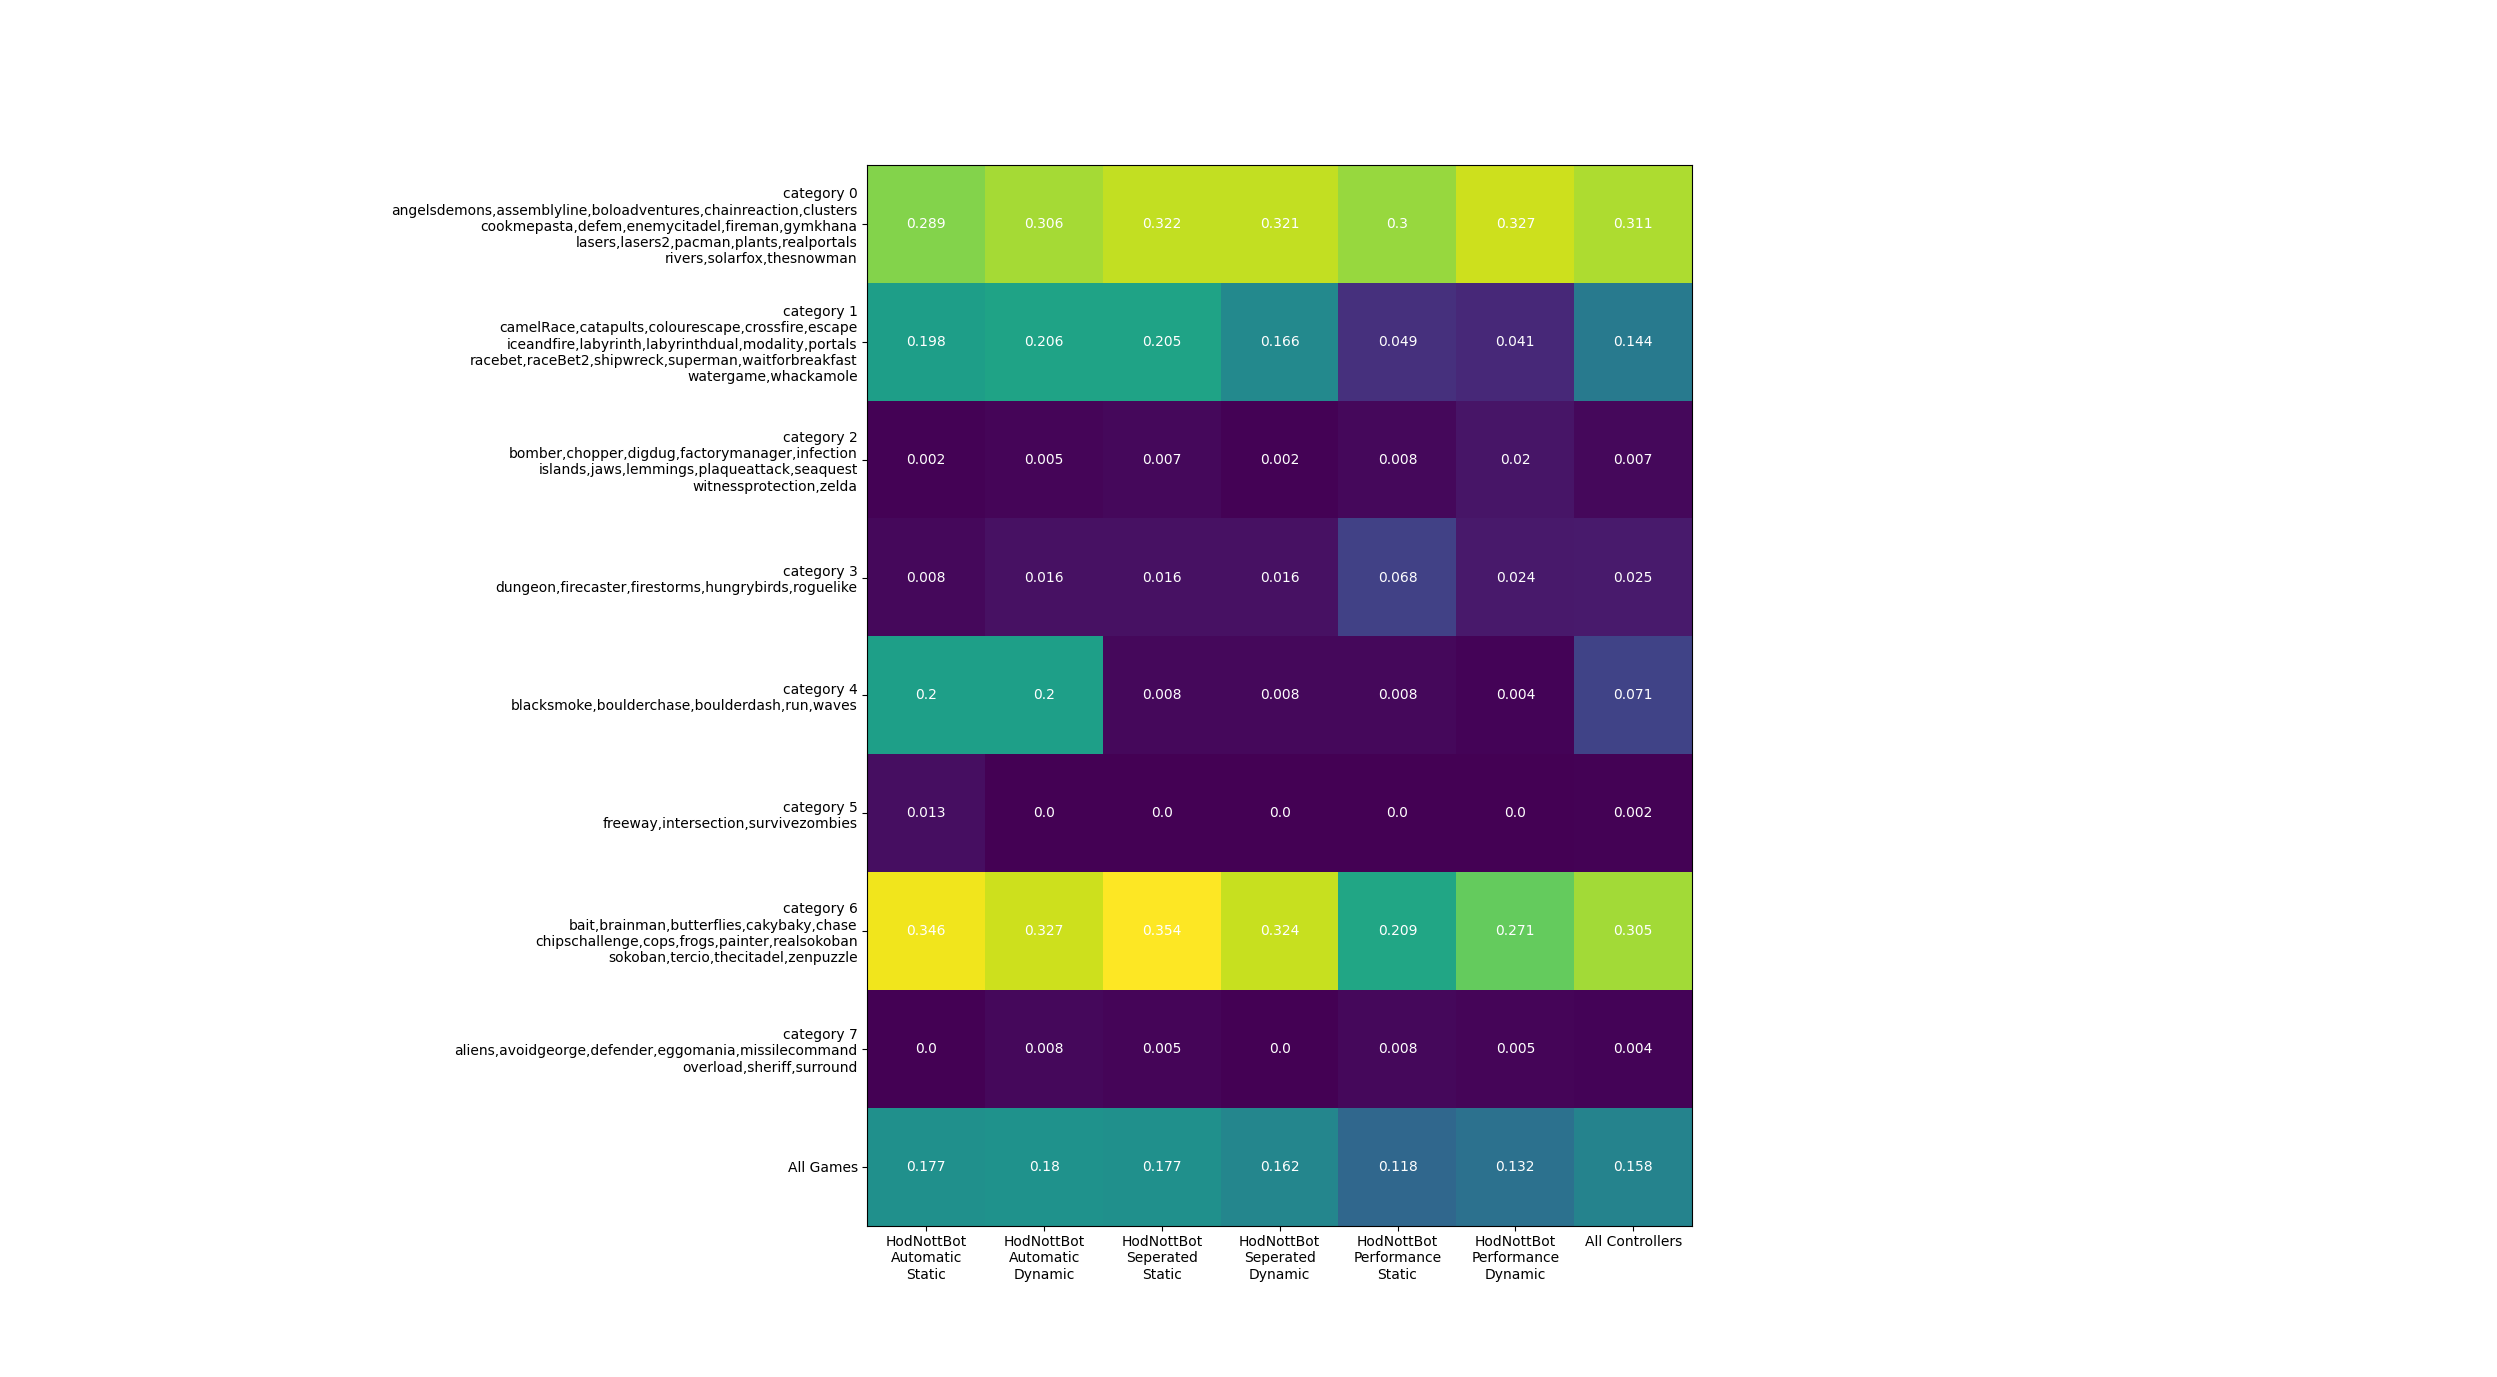 category 0
angelsdemons,assemblyline,boloadventures,chainreaction,clusters
cookmepasta,defem,enemycitadel,fireman,gymkhana
lasers,lasers2,pacman,plants,realportals
rivers,solarfox,thesnowman
0.289 0.306 0.322 0.321 0.3 0.327 0.311
category 1
camelRace,catapults,colourescape,crossfire,escape
iceandfire,labyrinth,labyrinthdual,modality,portals
racebet,raceBet2,shipwreck,superman,waitforbreakfast
watergame,whackamole
0.198 0.206 0.205 0.166 0.049 0.041 0.144
category 2
bomber,chopper,digdug,factorymanager,infection
islands,jaws,lemmings,plaqueattack,seaquest
witnessprotection,zelda
0.002 0.005 0.007 0.002 0.008 0.02 0.007
category 3
dungeon,firecaster,firestorms,hungrybirds,roguelike
0.008 0.016 0.016 0.016 0.068 0.024 0.025
category 4
blacksmoke,boulderchase,boulderdash,run,waves
0.2 0.2 0.008 0.008 0.008 0.004 0.071
category 5
freeway,intersection,survivezombies
0.013 0.0 0.0 0.0 0.0 0.0 0.002
category 6
bait,brainman,butterflies,cakybaky,chase
chipschallenge,cops,frogs,painter,realsokoban
sokoban,tercio,thecitadel,zenpuzzle
0.346 0.327 0.354 0.324 0.209 0.271 0.305
category 7
aliens,avoidgeorge,defender,eggomania,missilecommand
overload,sheriff,surround
0.0 0.008 0.005 0.0 0.008 0.005 0.004
All Games
0.177 0.18 0.177 0.162 0.118 0.132 0.158
HodNottBot
Automatic
Static
HodNottBot
Automatic
Dynamic
HodNottBot
Seperated
Static
HodNottBot
Seperated
Dynamic
HodNottBot
Performance
Static
HodNottBot
Performance
Dynamic
All Controllers